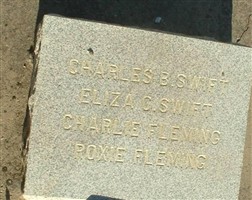 CHARLES B. SWIFT
ELIZA C. SWIFT
CHARLIE FLEMING
ROXIE FLEMING